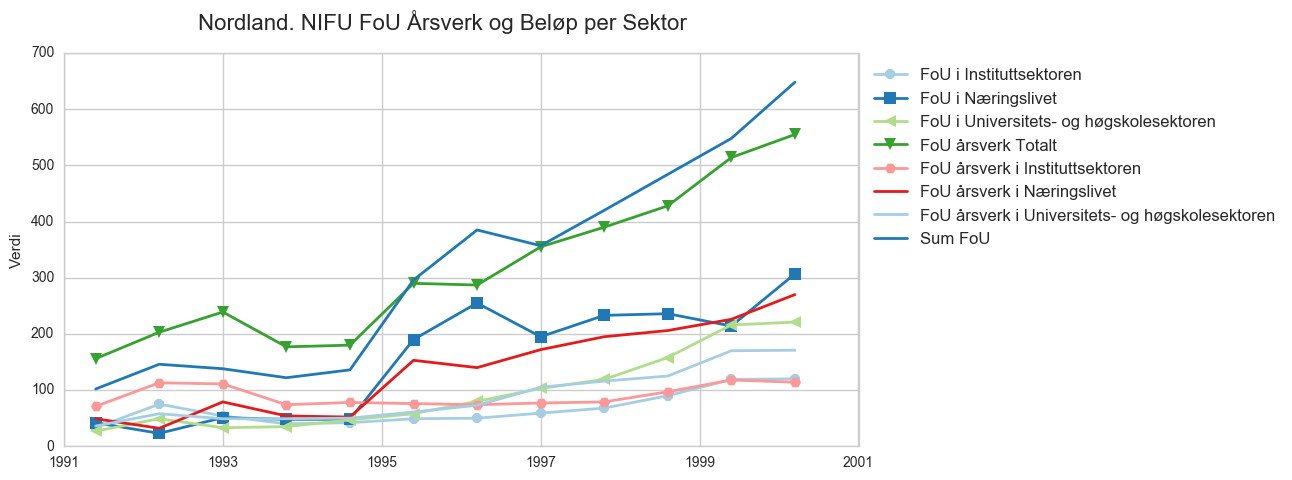 Nordland. NIFU FoU Årsverk og Beløp per Sektor
700
600
500
400
300
200
100
0
Verdi
1991
1993
1995
1997
1999
2001
FoU i Instituttsektoren
FoU i Næringslivet
FoU i Universitets- og høgskolesektoren
FoU årsverk Totalt
FoU årsverk i Instituttsektoren
FoU årsverk i Næringslivet
FoU årsverk i Universitets- og høgskolesektoren
Sum FoU